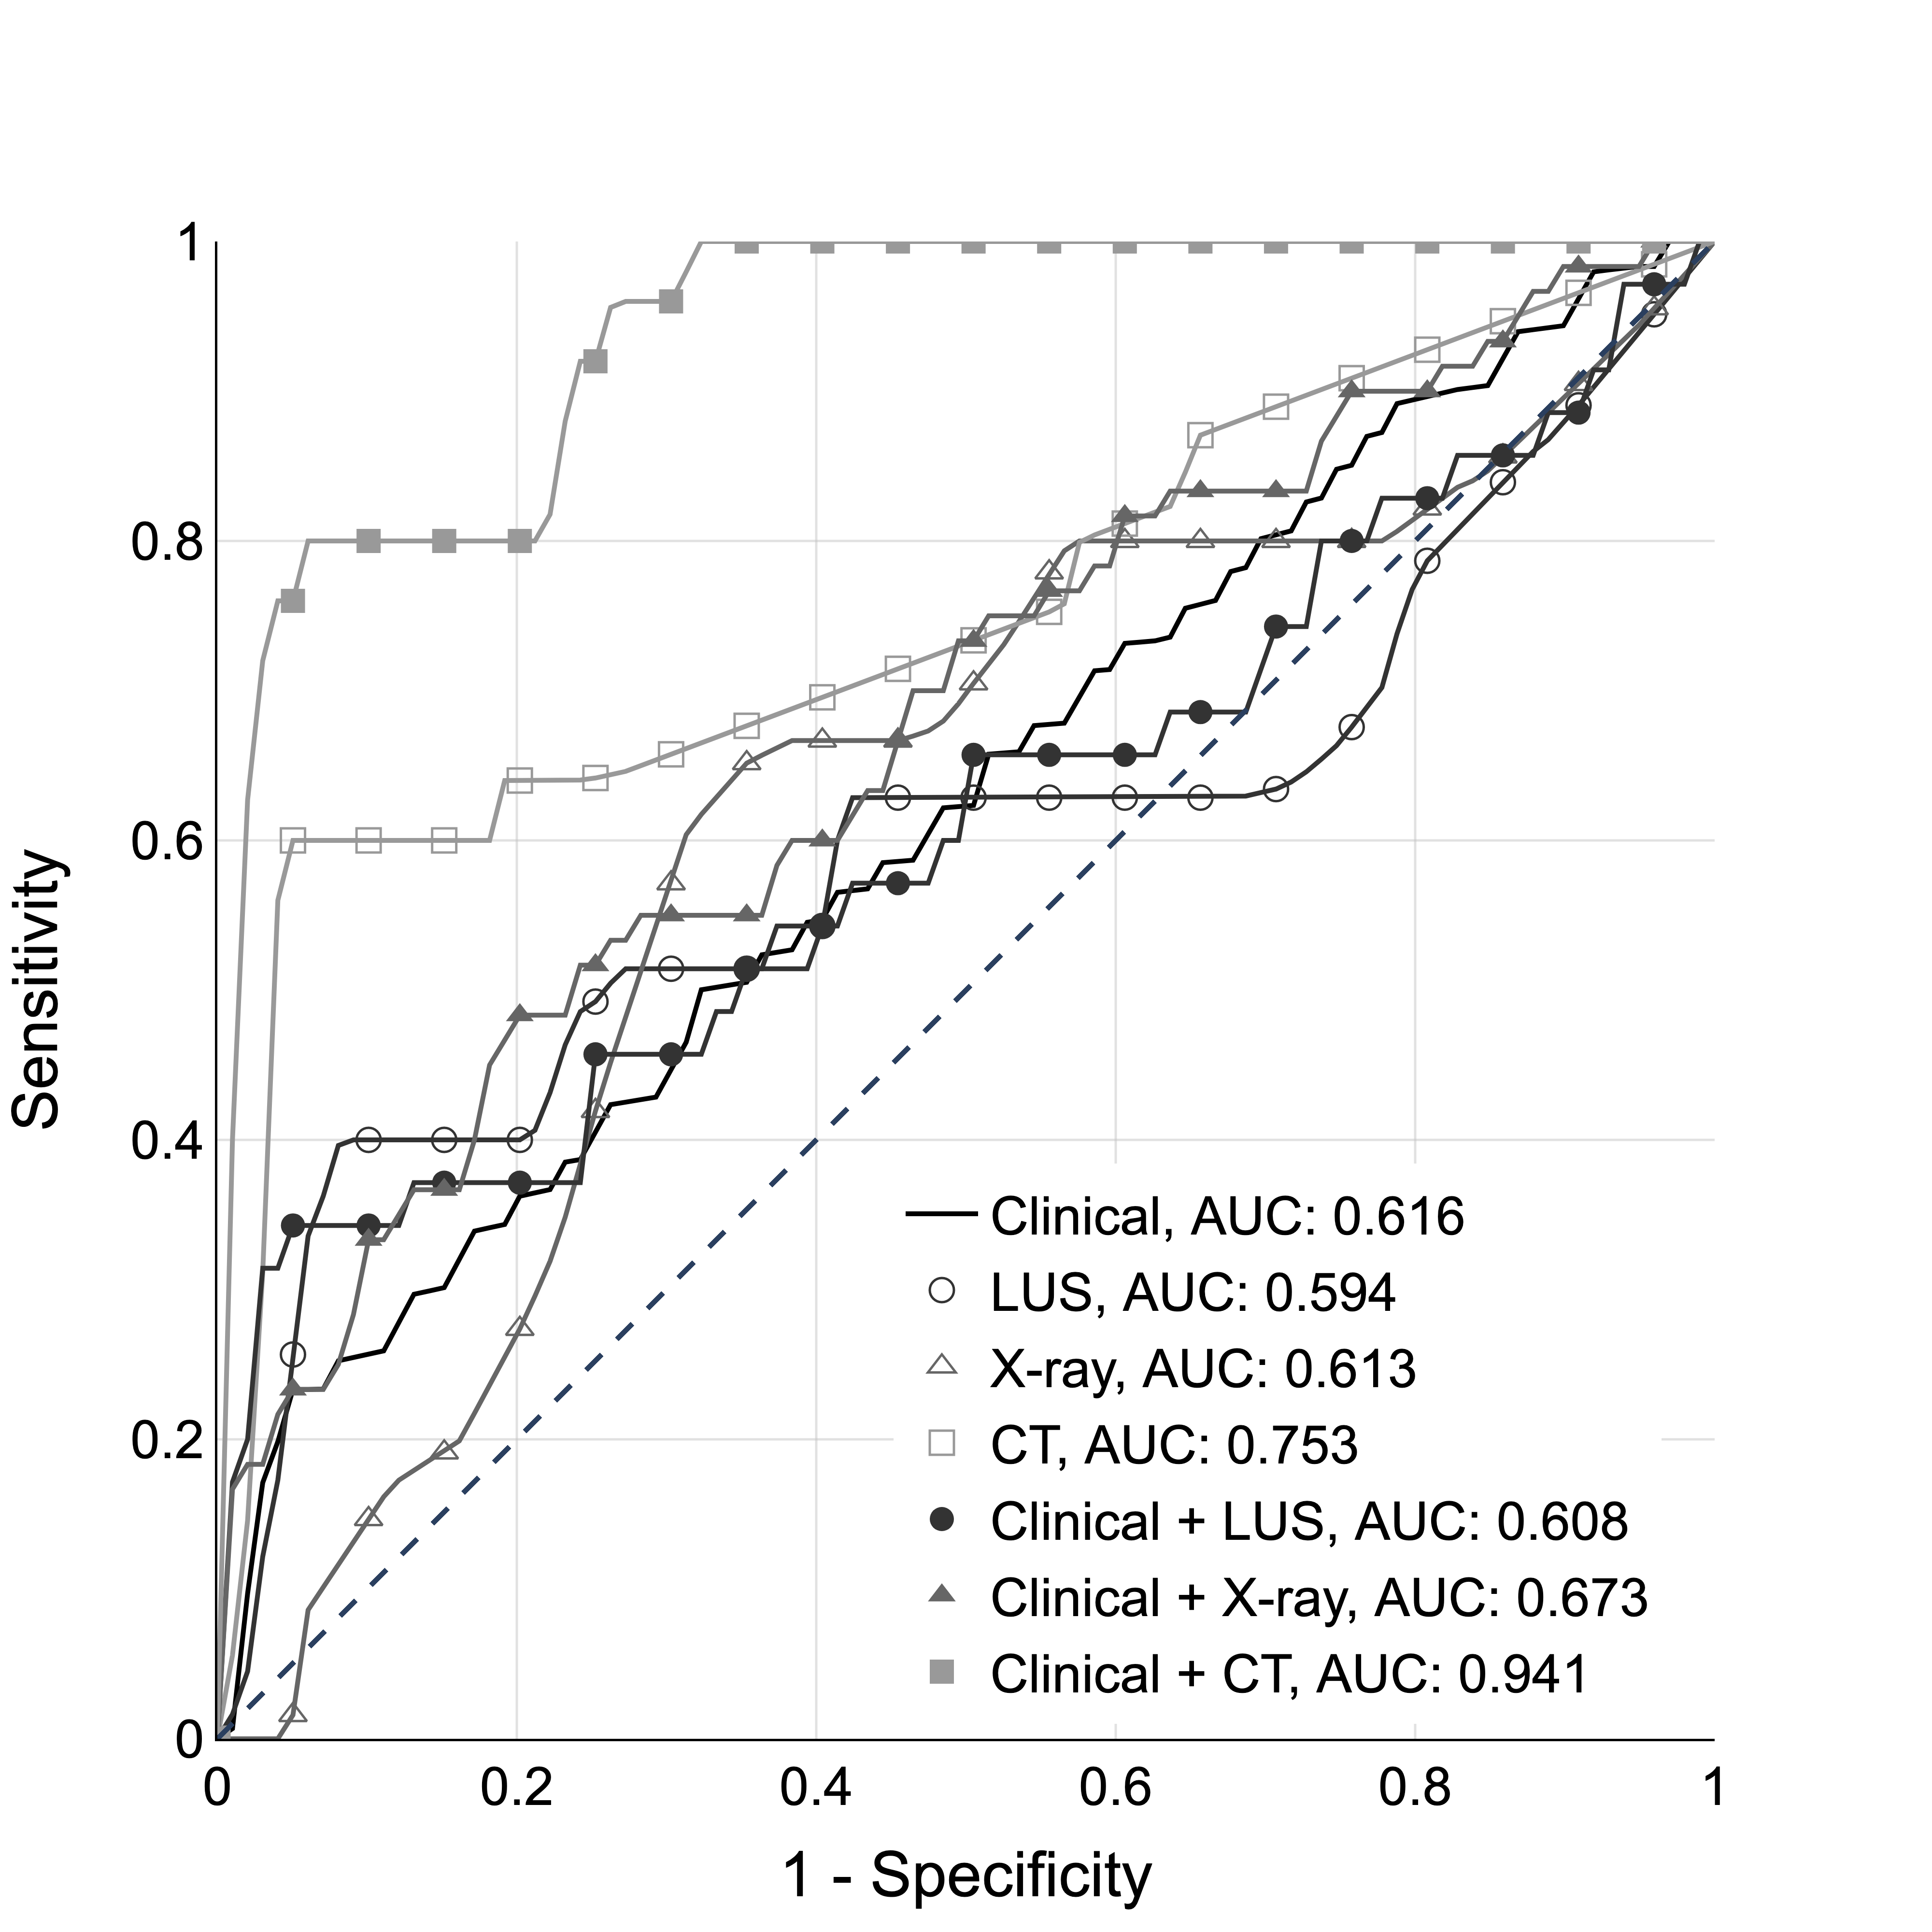 1
0.8
0.6
0.4
0.2
0
Sensitivity
Clinical, AUC: 0.616
LUS, AUC: 0.594
X-ray, AUC: 0.613
CT, AUC: 0.753
Clinical + LUS, AUC: 0.608
Clinical + X-ray, AUC: 0.673
Clinical + CT, AUC: 0.941
0 0.2 0.4 0.6 0.8 1
1 - Specificity